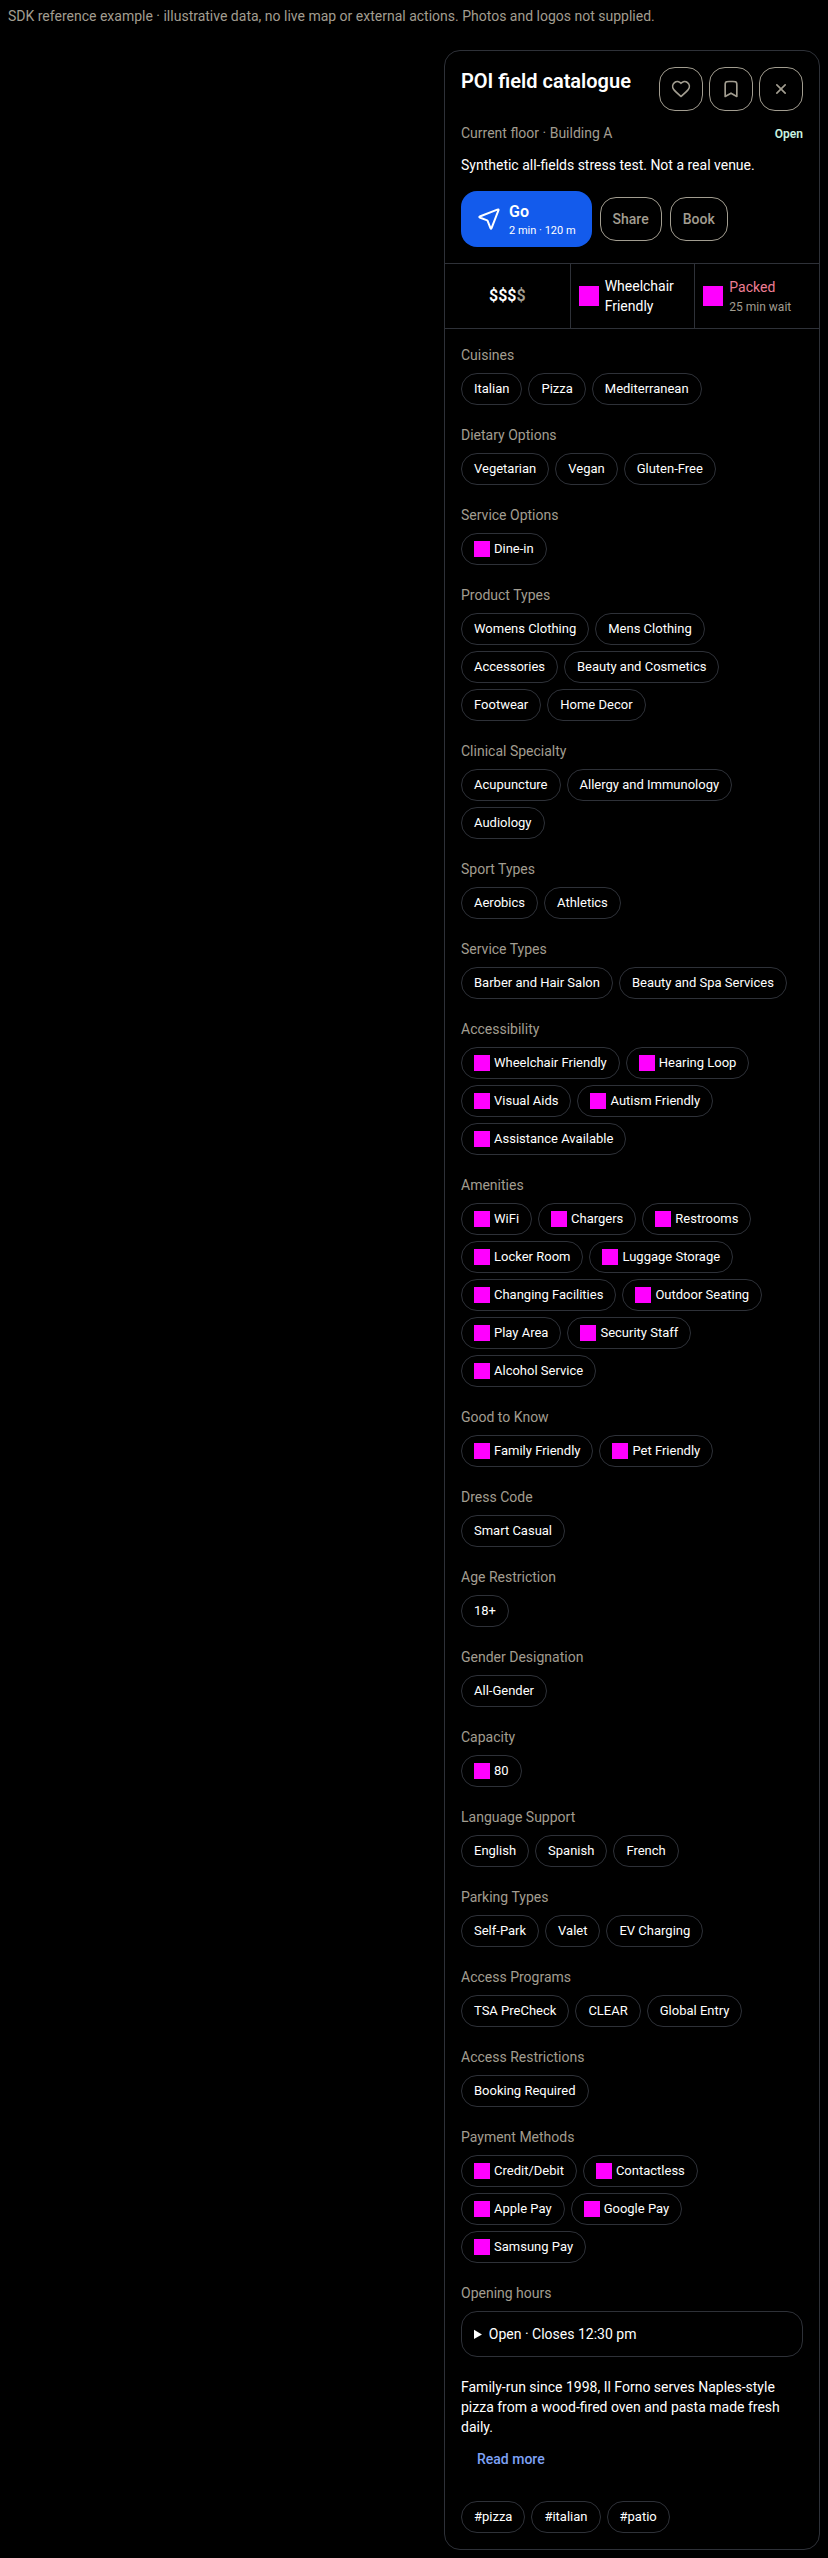 SDK reference example · illustrative data, no live map or external actions. Photos and logos not supplied.
POI field catalogue
Current floor · Building A
Open
Synthetic all-fields stress test. Not a real venue.
Go
2 min · 120 m
Share
Book
$$$$
Wheelchair
Friendly
Packed
25 min wait
Cuisines
Italian Pizza Mediterranean
Dietary Options
Vegetarian Vegan Gluten-Free
Service Options
Dine-in
Product Types
Womens Clothing Mens Clothing
Accessories Beauty and Cosmetics
Footwear Home Decor
Clinical Specialty
Acupuncture Allergy and Immunology
Audiology
Sport Types
Aerobics Athletics
Service Types
Barber and Hair Salon Beauty and Spa Services
Accessibility
Wheelchair Friendly Hearing Loop
Visual Aids Autism Friendly
Assistance Available
Amenities
WiFi Chargers Restrooms
Locker Room Luggage Storage
Changing Facilities Outdoor Seating
Play Area Security Staff
Alcohol Service
Good to Know
Family Friendly Pet Friendly
Dress Code
Smart Casual
Age Restriction
18+
Gender Designation
All-Gender
Capacity
80
Language Support
English Spanish French
Parking Types
Self-Park Valet EV Charging
Access Programs
TSA PreCheck CLEAR Global Entry
Access Restrictions
Booking Required
Payment Methods
Credit/Debit Contactless
Apple Pay Google Pay
Samsung Pay
Opening hours
Open · Closes 12:30 pm
Family-run since 1998, Il Forno serves Naples-style
pizza from a wood-fired oven and pasta made fresh
daily.
Read more
#pizza #italian #patio